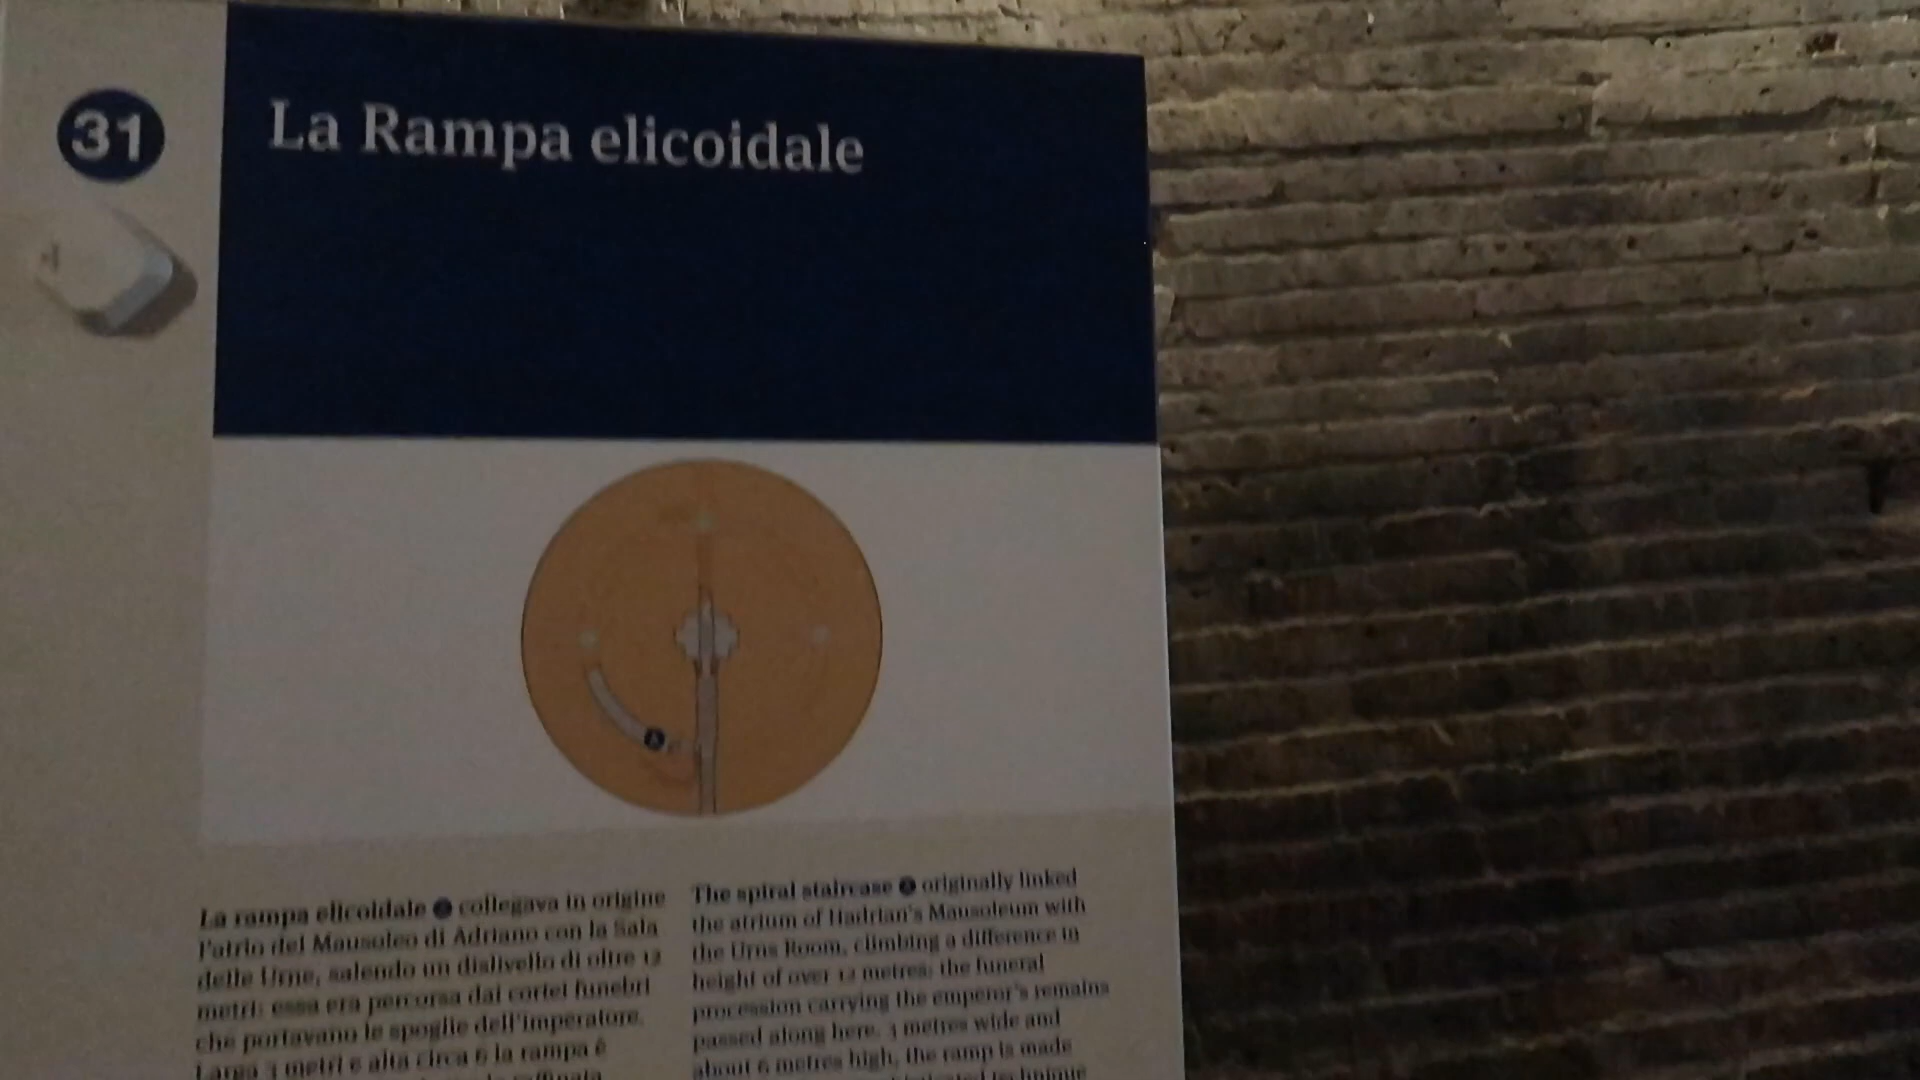 31
La Rampa elicoidale
A
La rampa elicoidale A collegava in origine
l'atrio del Mausoleo di Adriano con la Sala
delle Urne, salendo un dislivello di oltre 12
metri: essa era percorsa dai cortei funebri
che portavano le spoglie dell'imperatore.
Larga 3 metri e alta circa 6 la rampa è
raffinata
The spiral staircase A originally linked
the atrium of Hadrian's Mausoleum with
the Urns Room, climbing a difference in
height of over 12 metres: the funeral
procession carrying the emperor's remains
passed along here. 3 metres wide and
about 6 metres high, the ramp is made
technique